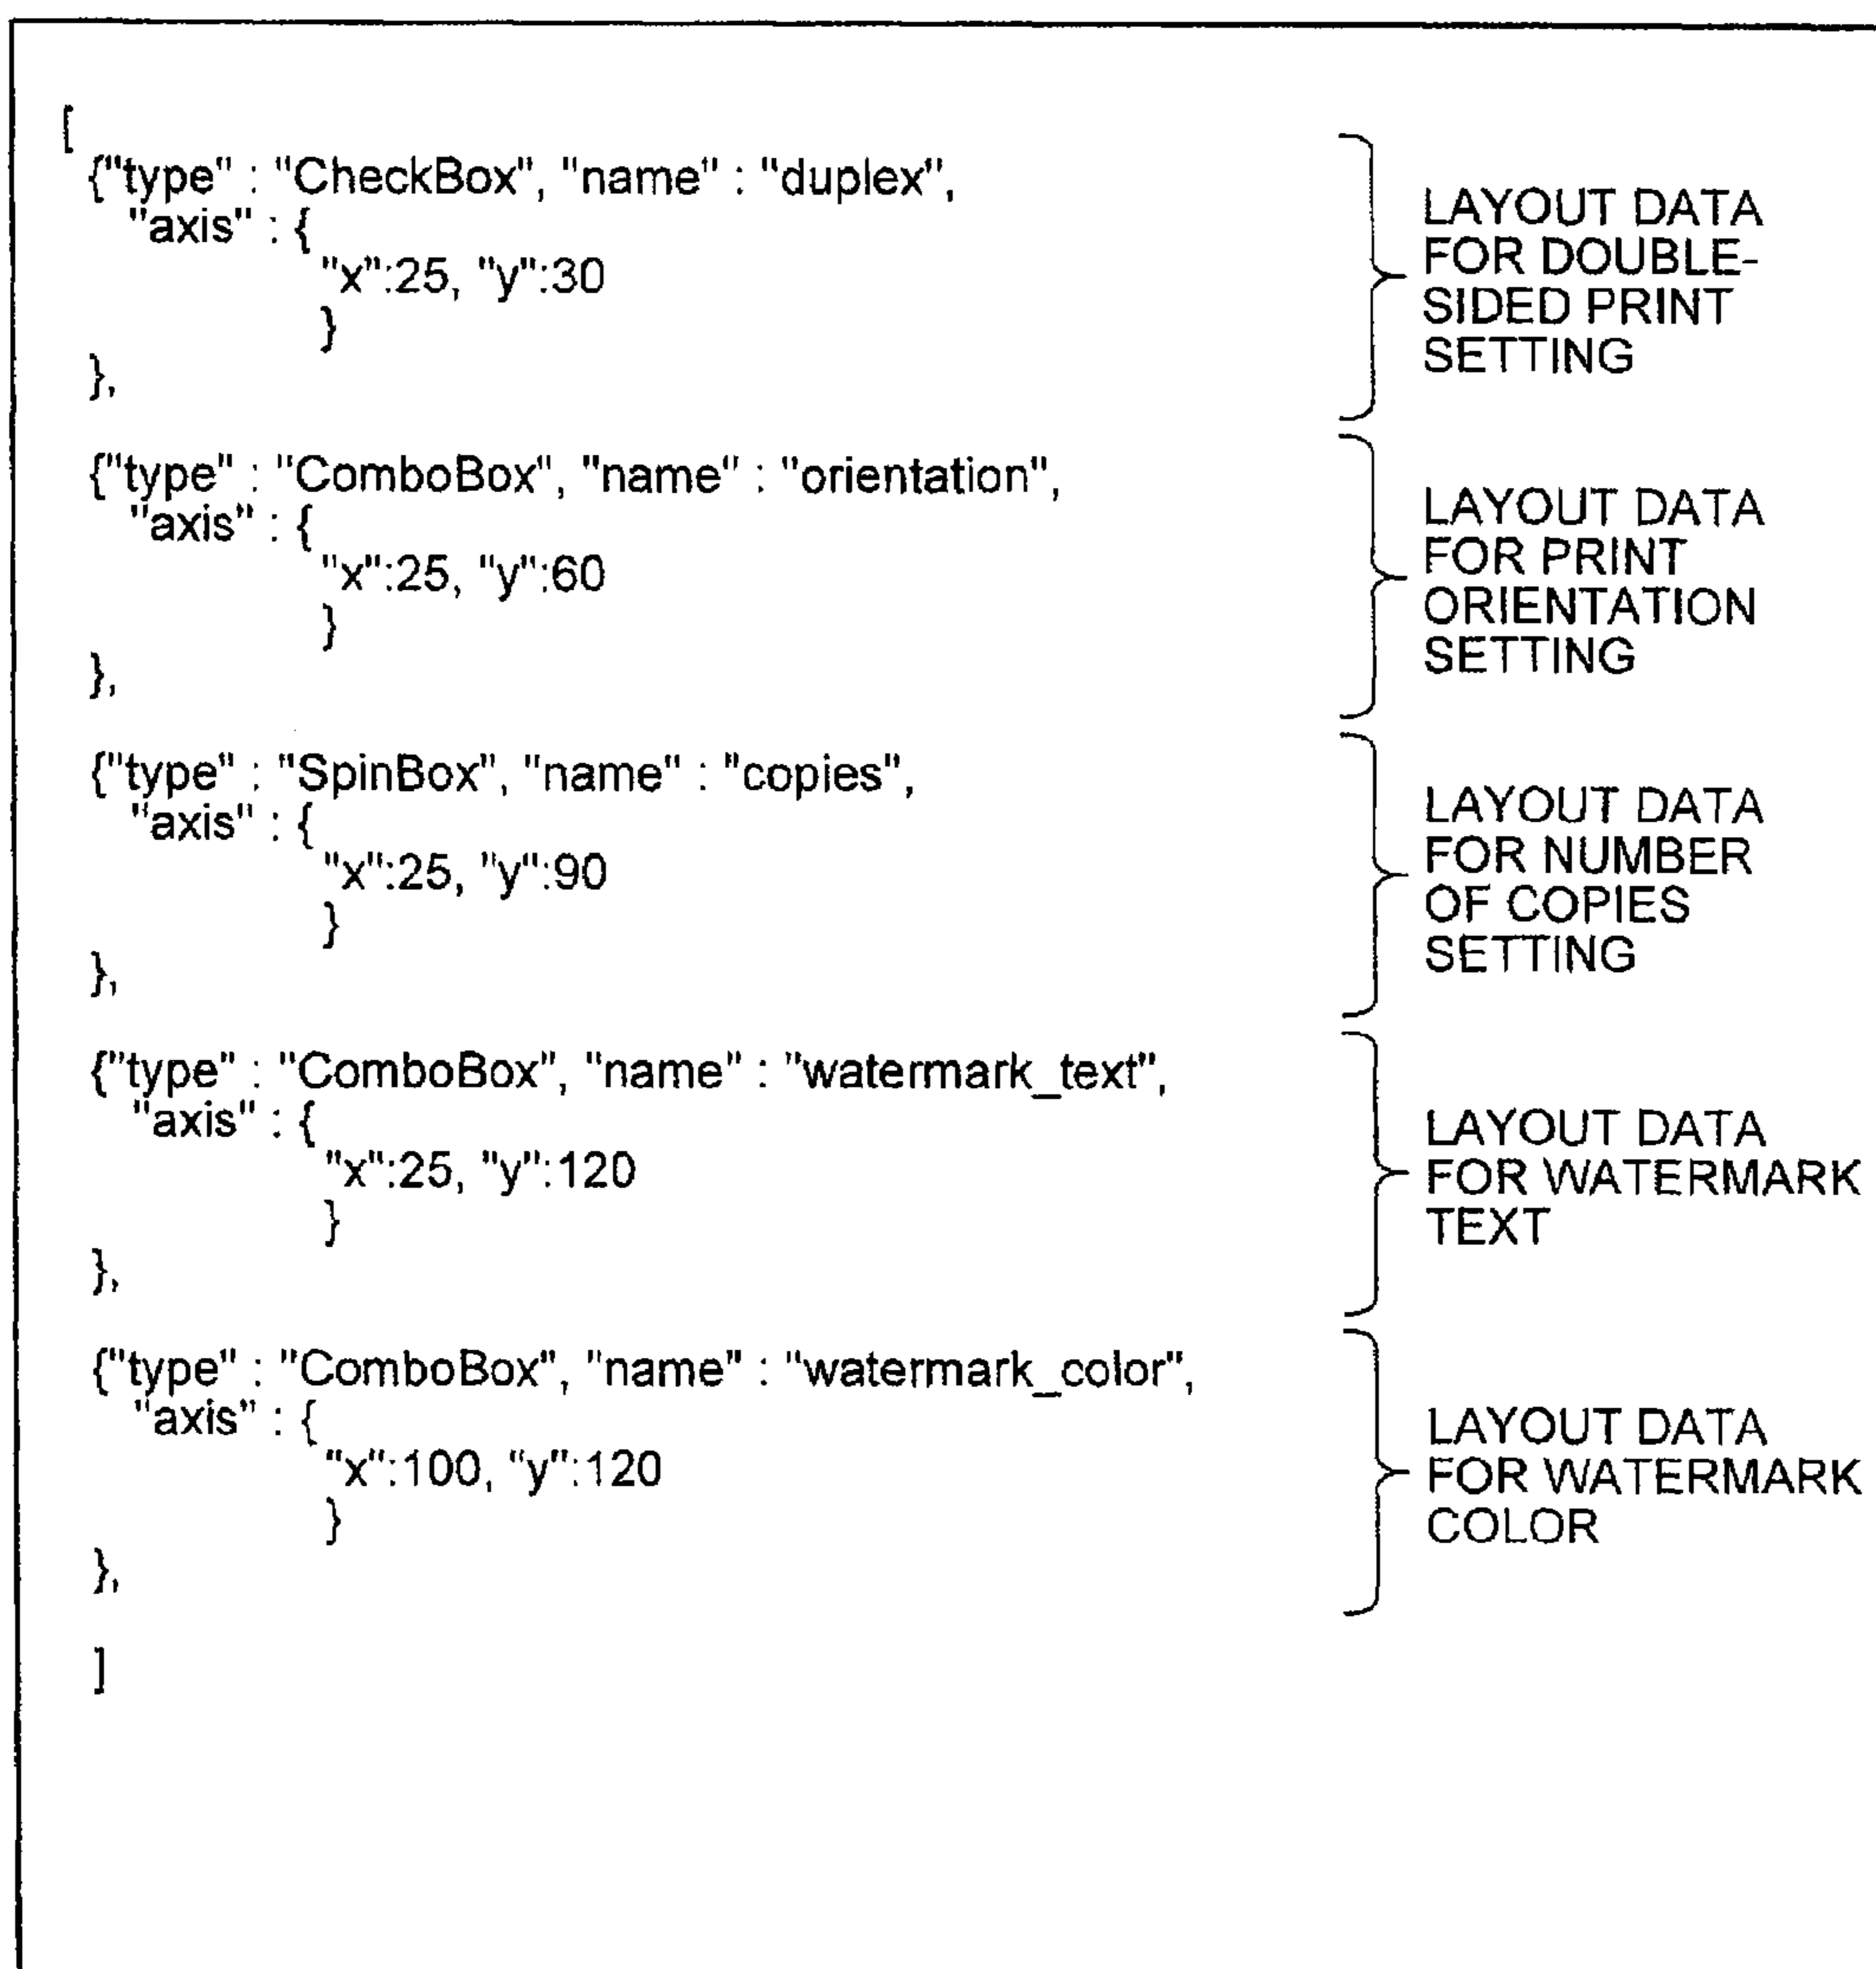 [
{"type" : "CheckBox", "name" : "duplex",
"axis" : {
"x":25, "y":30
}
},
LAYOUT DATA
FOR DOUBLE-
SIDED PRINT
SETTING
{"type" : "ComboBox", "name" : "orientation",
"axis" : {
"x":25, "y":60
}
},
LAYOUT DATA
FOR PRINT
ORIENTATION
SETTING
{"type" : "SpinBox", "name" : "copies",
"axis" : {
"x":25, "y":90
}
},
LAYOUT DATA
FOR NUMBER
OF COPIES
SETTING
{"type" : "ComboBox", "name" : "watermark_text",
"axis" : {
"x":25, "y":120
}
},
LAYOUT DATA
FOR WATERMARK
TEXT
{"type" : "ComboBox", "name" : "watermark_color",
"axis" : {
"x":100, "y":120
}
},
LAYOUT DATA
FOR WATERMARK
COLOR
]